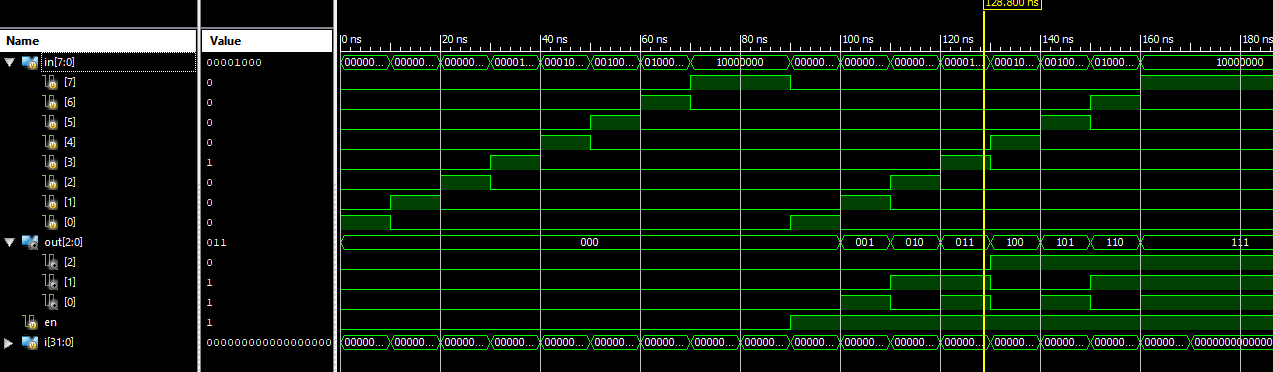 128.800 ns
Name Value 0 ns 20 ns 40 ns 60 ns 80 ns 100 ns 120 ns 140 ns 160 ns 180 ns
in[7:0] 00001000 00000... 00000... 00000... 00001... 00010... 00100... 01000... 10000000 00000... 00000... 00000... 00001... 00010... 00100... 01000... 10000000
[7] 0
[6] 0
[5] 0
[4] 0
[3] 1
[2] 0
[1] 0
[0] 0
out[2:0] 011 000 001 010 011 100 101 110 111
[2] 0
[1] 1
[0] 1
en 1
i[31:0] 0000000000000000000 00000... 00000... 00000... 00000... 00000... 00000... 00000... 00000... 00000... 00000... 00000... 00000... 00000... 00000... 00000... 00000... 00000... 0000000000000